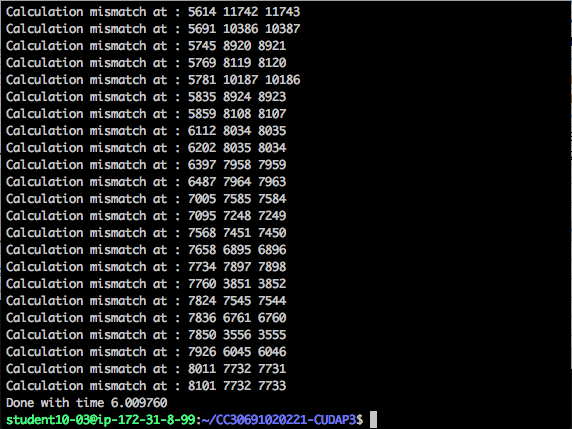 Calculation mismatch at : 5614 11742 11743
Calculation mismatch at : 5691 10386 10387
Calculation mismatch at : 5745 8920 8921
Calculation mismatch at : 5769 8119 8120
Calculation mismatch at : 5781 10187 10186
Calculation mismatch at : 5835 8924 8923
Calculation mismatch at : 5859 8108 8107
Calculation mismatch at : 6112 8034 8035
Calculation mismatch at : 6202 8035 8034
Calculation mismatch at : 6397 7958 7959
Calculation mismatch at : 6487 7964 7963
Calculation mismatch at : 7005 7585 7584
Calculation mismatch at : 7095 7248 7249
Calculation mismatch at : 7568 7451 7450
Calculation mismatch at : 7658 6895 6896
Calculation mismatch at : 7734 7897 7898
Calculation mismatch at : 7760 3851 3852
Calculation mismatch at : 7824 7545 7544
Calculation mismatch at : 7836 6761 6760
Calculation mismatch at : 7850 3556 3555
Calculation mismatch at : 7926 6045 6046
Calculation mismatch at : 8011 7732 7731
Calculation mismatch at : 8101 7732 7733
Done with time 6.009760
student10-03@ip-172-31-8-99:~/CC30691020221-CUDAP3$